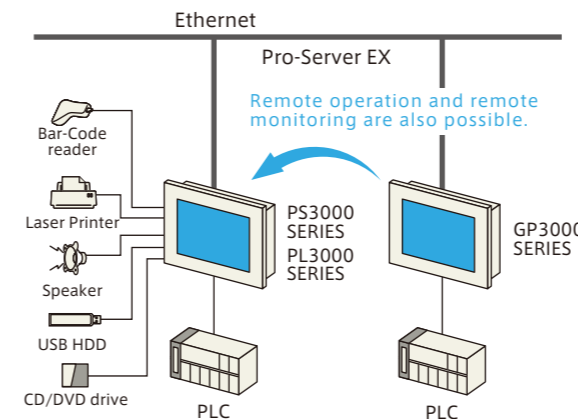 Ethernet
Pro-Server EX
Remote operation and remote
monitoring are also possible.
Bar-Code
reader
Laser Printer
Speaker
USB HDD
CD/DVD drive
PS3000
SERIES
PL3000
SERIES
GP3000
SERIES
PLC
PLC